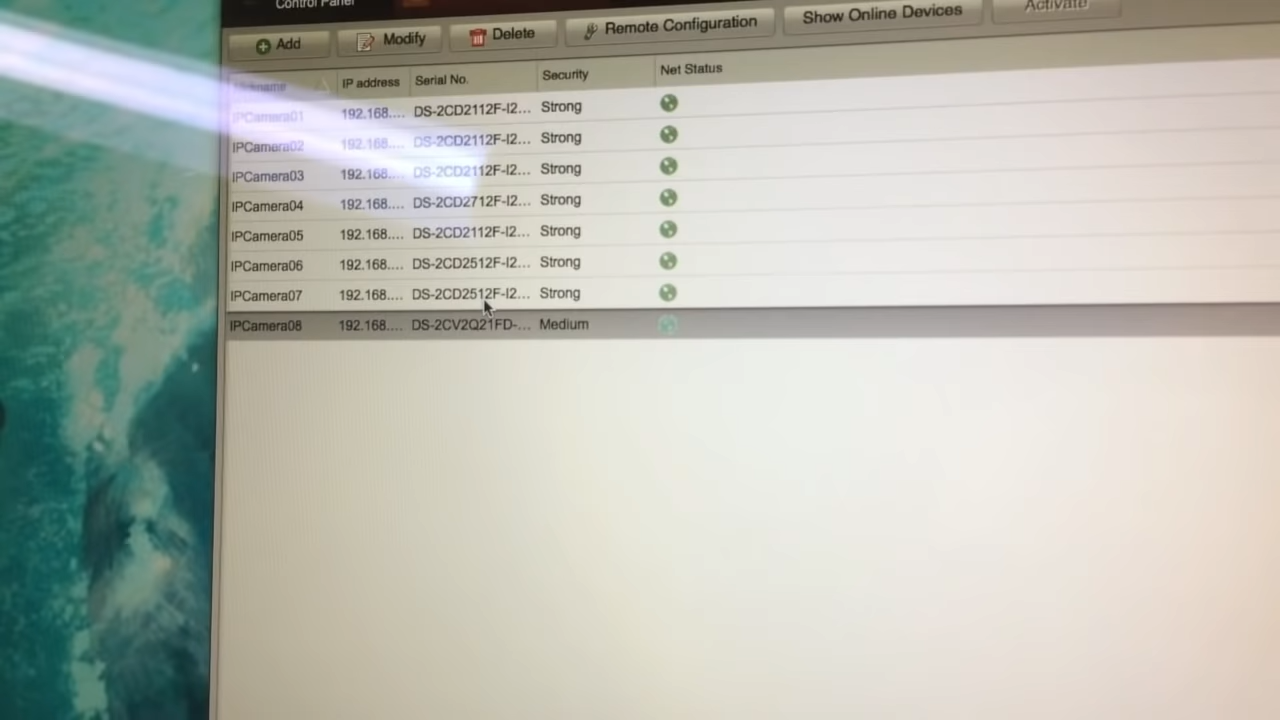 Control Panel
Add Modify Delete Remote Configuration Show Online Devices Activate
Nickname IP address Serial No. Security Net Status
IPCamera01 192.168.... DS-2CD2112F-I2... Strong
IPCamera02 192.168.... DS-2CD2112F-I2... Strong
IPCamera03 192.168.... DS-2CD2112F-I2... Strong
IPCamera04 192.168.... DS-2CD2712F-I2... Strong
IPCamera05 192.168.... DS-2CD2112F-I2... Strong
IPCamera06 192.168.... DS-2CD2512F-I2... Strong
IPCamera07 192.168.... DS-2CD2512F-I2... Strong
IPCamera08 192.168.... DS-2CV2Q21FD-... Medium